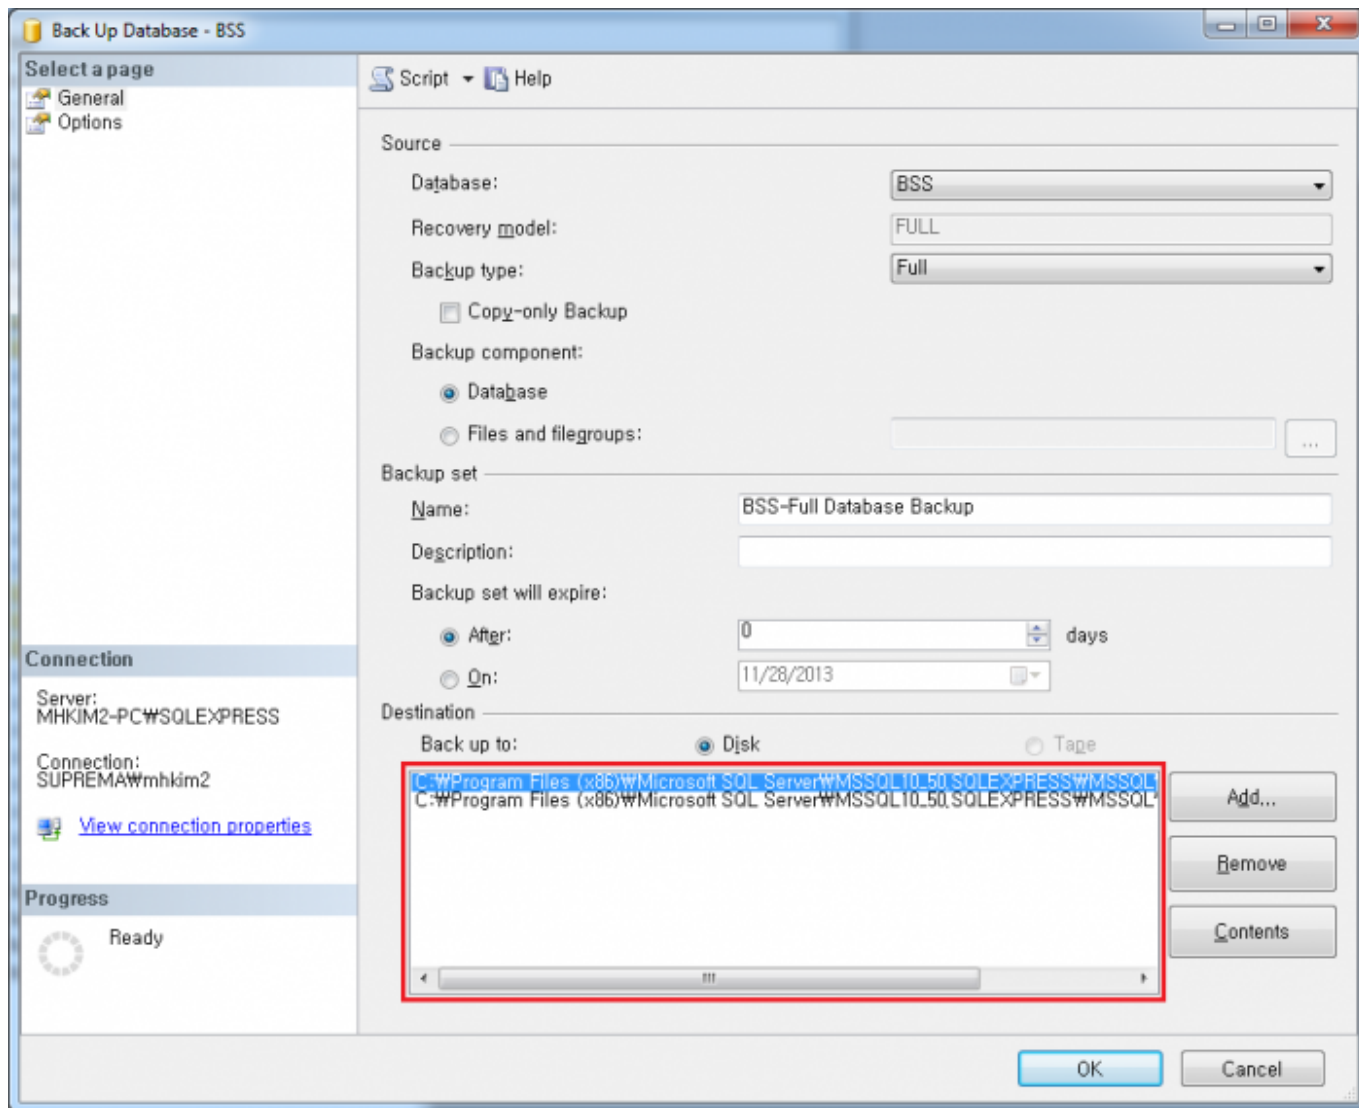 Back Up Database - BSS
Select a page
General
Options
Script
Help
Source
Database:
BSS
Recovery model:
FULL
Backup type:
Full
Copy-only Backup
Backup component:
Database
Files and filegroups:
...
Backup set
Name:
BSS-Full Database Backup
Description:
Backup set will expire:
After:
0
days
On:
11/28/2013
Destination
Back up to:
Disk
Tape
C:₩Program Files (x86)₩Microsoft SQL Server₩MSSQL10_50.SQLEXPRESS₩MSSQL
C:₩Program Files (x86)₩Microsoft SQL Server₩MSSQL10_50.SQLEXPRESS₩MSSQL
Add...
Remove
Contents
Connection
Server:
MHKIM2-PC₩SQLEXPRESS
Connection:
SUPREMA₩mhkim2
View connection properties
Progress
Ready
OK
Cancel